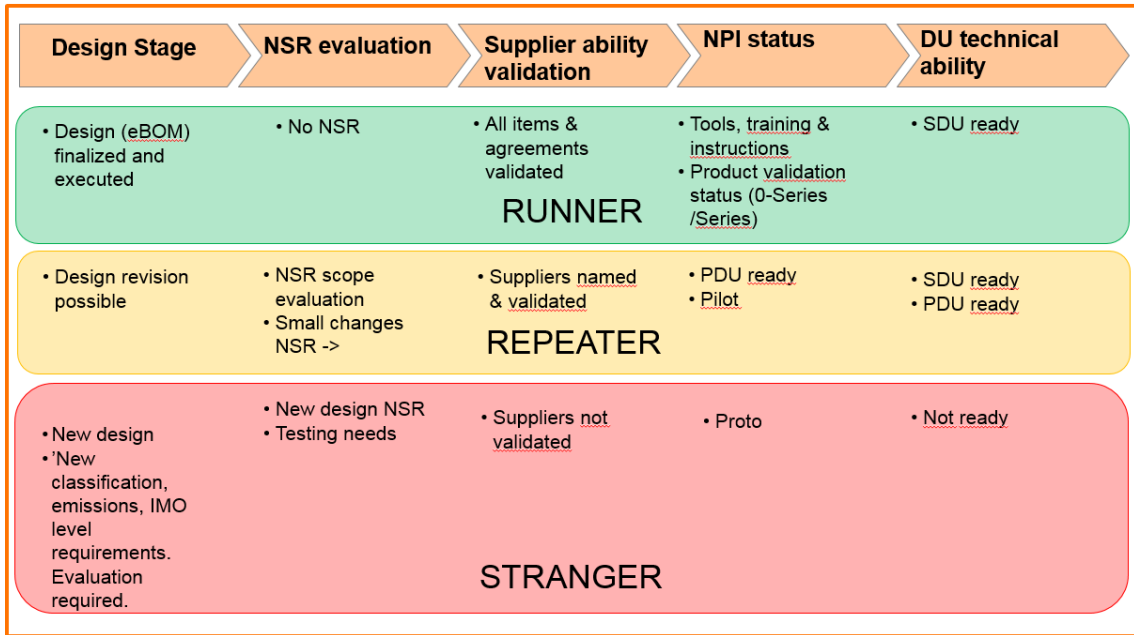 Design Stage
NSR evaluation
Supplier ability
validation
NPI status
DU technical
ability
• Design (eBOM)
finalized and
executed
• No NSR
• All items &
agreements
validated
• Tools, training &
instructions
• Product validation
status (0-Series
/Series)
• SDU ready
RUNNER
• Design revision
possible
• NSR scope
evaluation
• Small changes
NSR ->
• Suppliers named
& validated
• PDU ready
• Pilot
• SDU ready
• PDU ready
REPEATER
• New design
• 'New
classification,
emissions, IMO
level
requirements.
Evaluation
required.
• New design NSR
• Testing needs
• Suppliers not
validated
• Proto
• Not ready
STRANGER